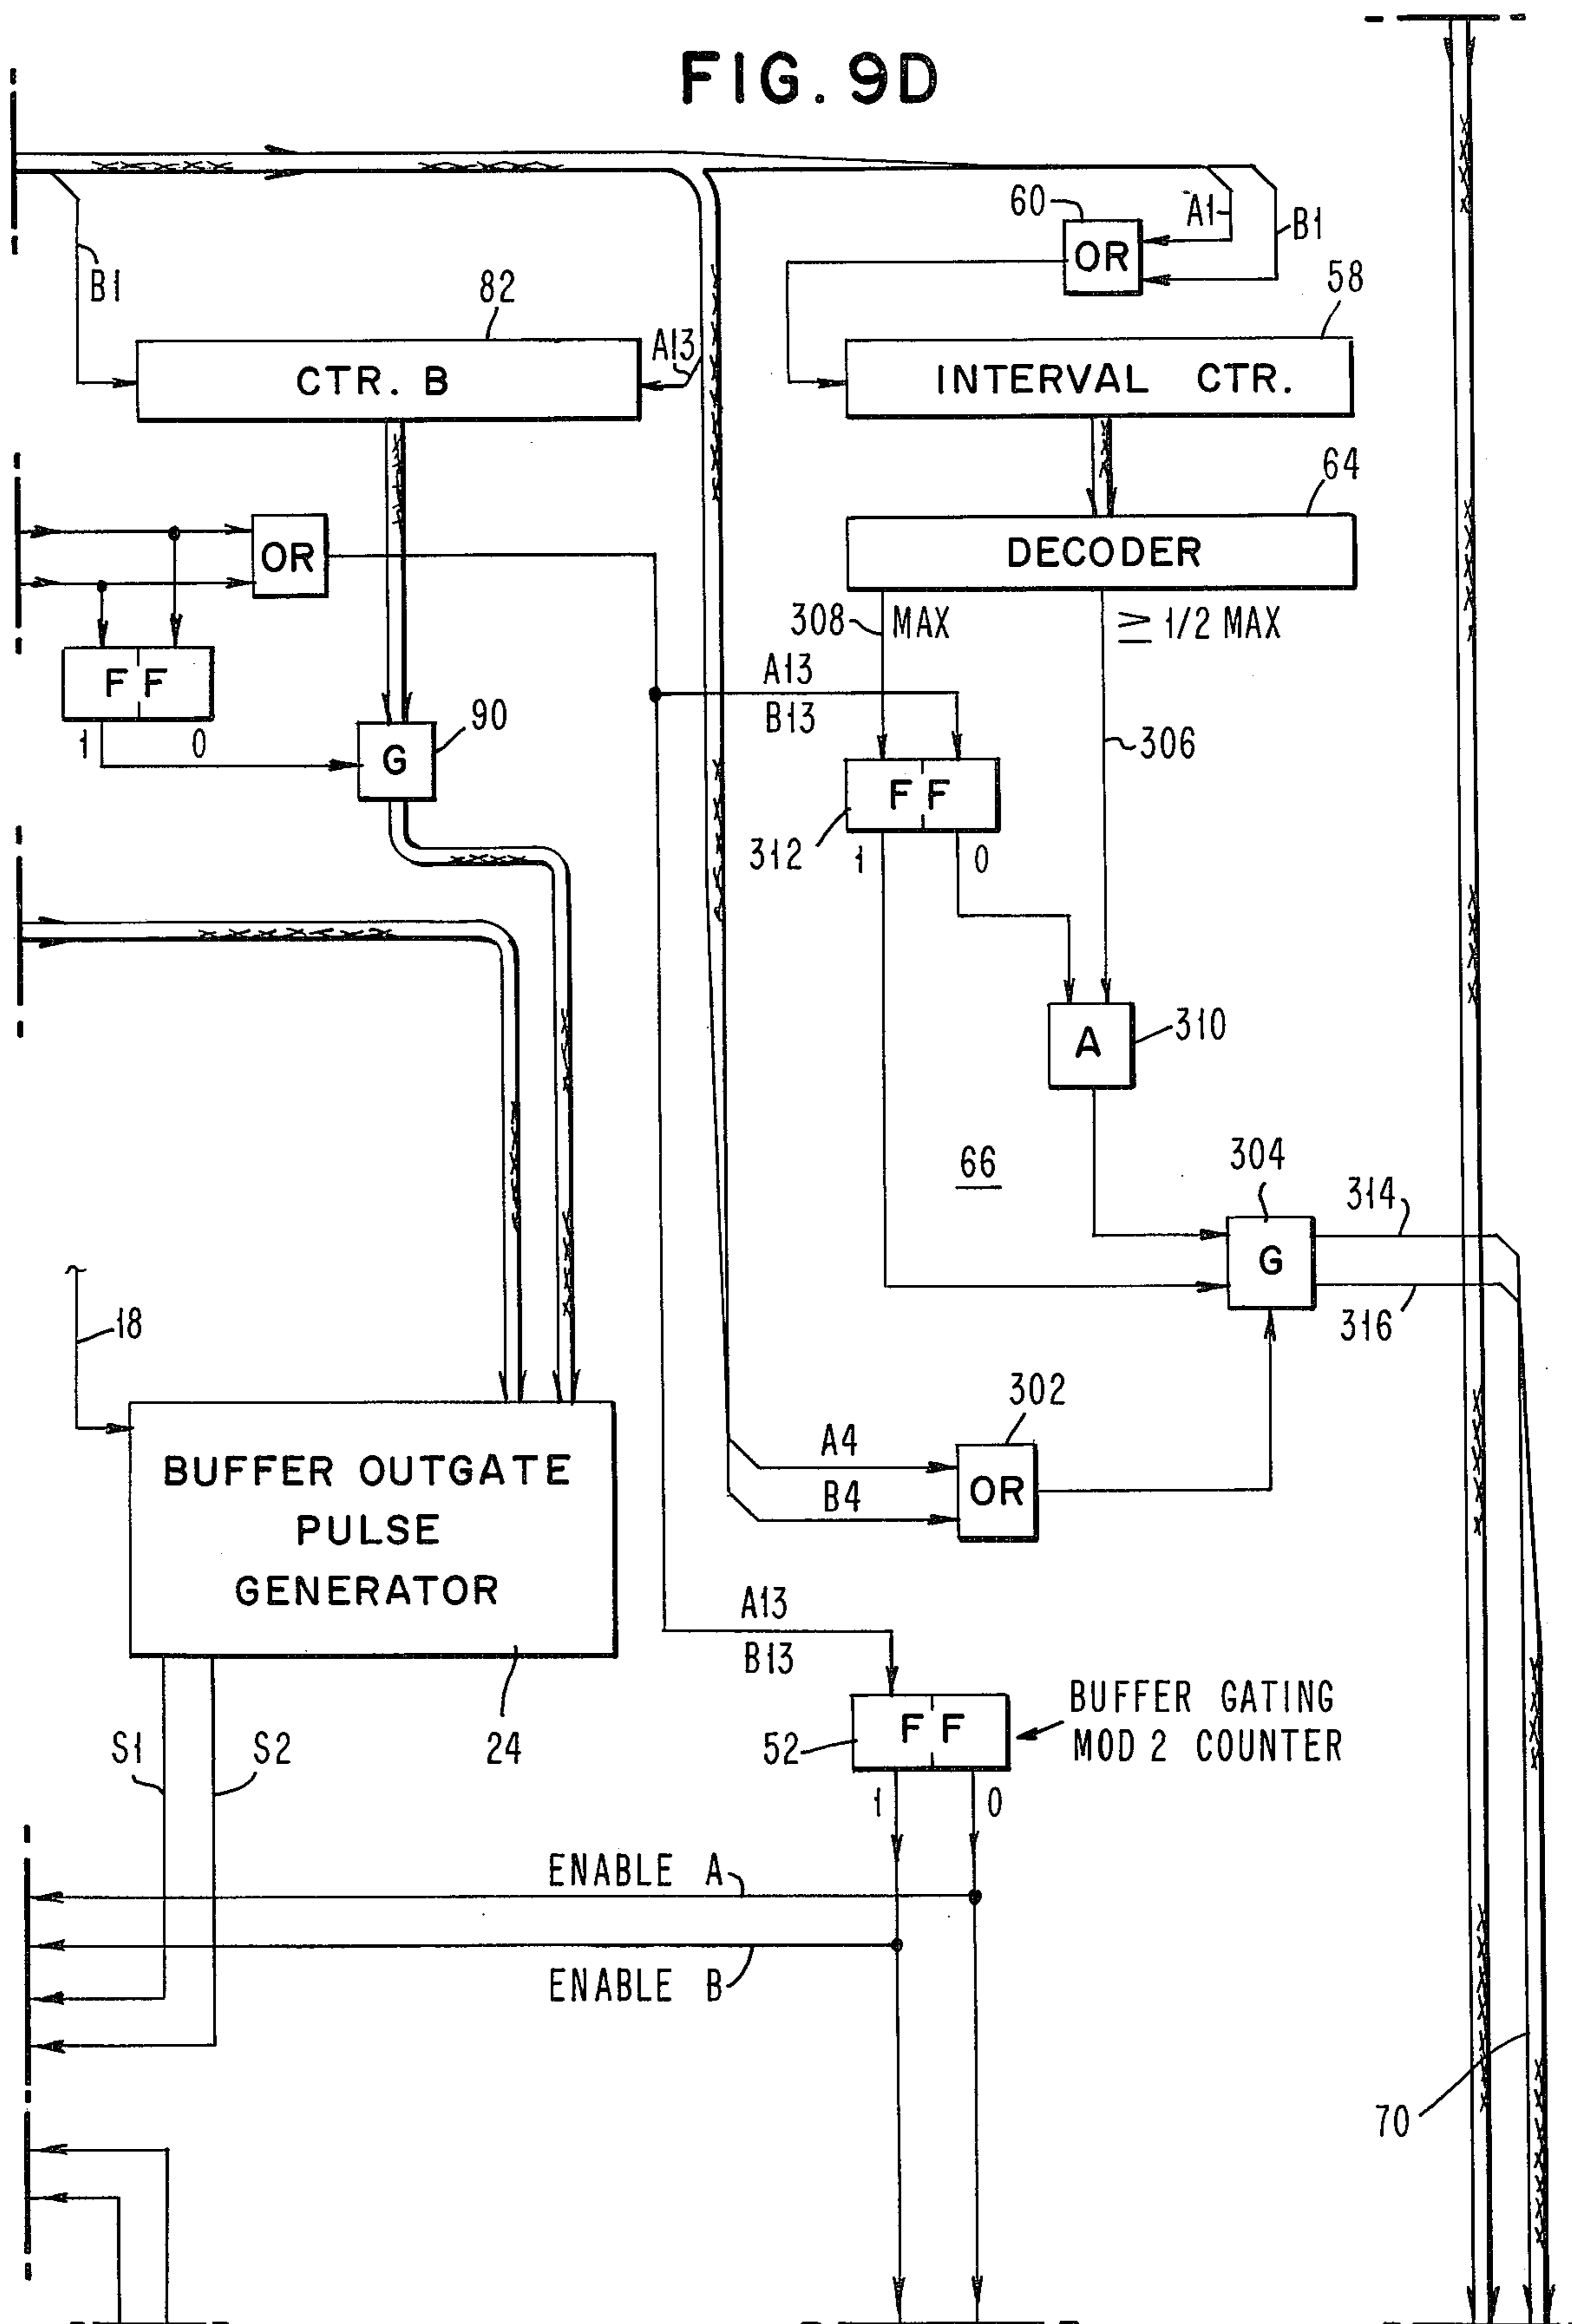 FIG. 9D
60
A1
B1
OR
B1
82
58
A13
CTR. B
INTERVAL CTR.
64
OR
DECODER
308
MAX
≥ 1/2 MAX
A13
B13
FF
1
0
90
G
306
FF
312
1
0
A
310
66
304
314
G
316
18
302
A4
B4
OR
BUFFER OUTGATE
PULSE
GENERATOR
A13
B13
BUFFER GATING
MOD 2 COUNTER
FF
52
S1
S2
24
1
0
ENABLE A
ENABLE B
70